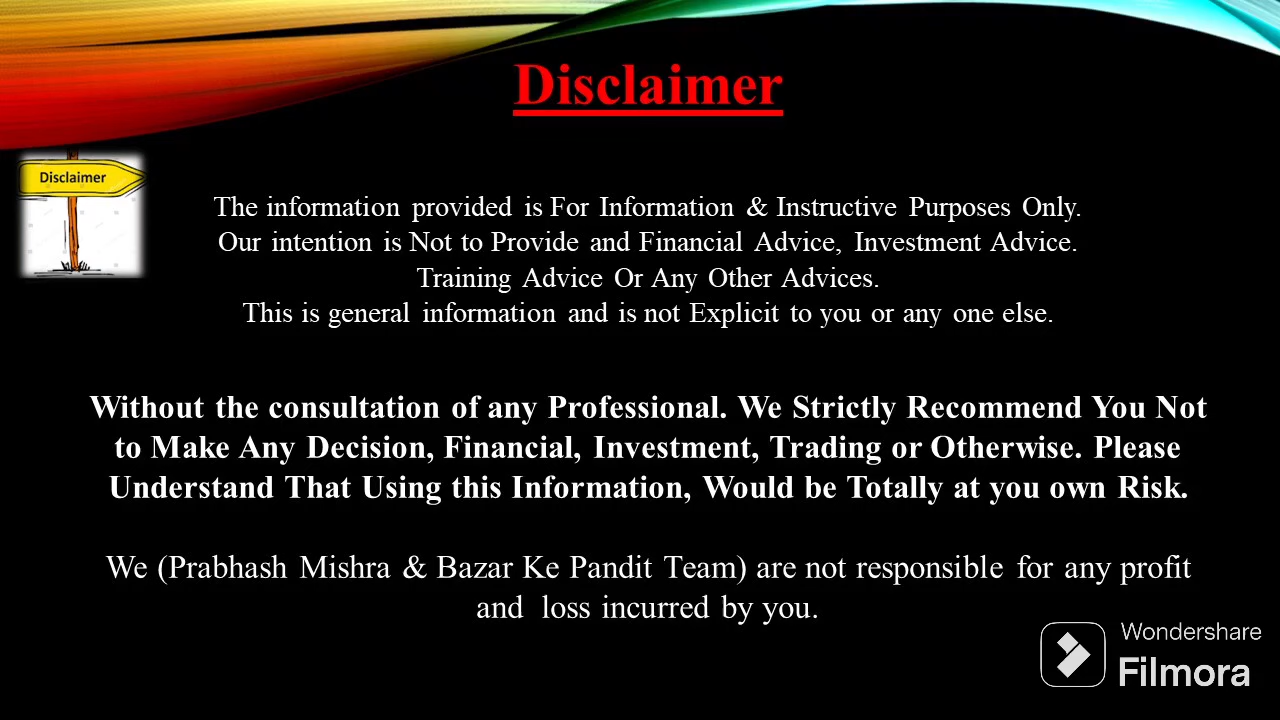 Disclaimer
Disclaimer
The information provided is For Information & Instructive Purposes Only.
Our intention is Not to Provide and Financial Advice, Investment Advice.
Training Advice Or Any Other Advices.
This is general information and is not Explicit to you or any one else.
Without the consultation of any Professional. We Strictly Recommend You Not
to Make Any Decision, Financial, Investment, Trading or Otherwise. Please
Understand That Using this Information, Would be Totally at you own Risk.
We (Prabhash Mishra & Bazar Ke Pandit Team) are not responsible for any profit
and loss incurred by you.
Wondershare
Filmora